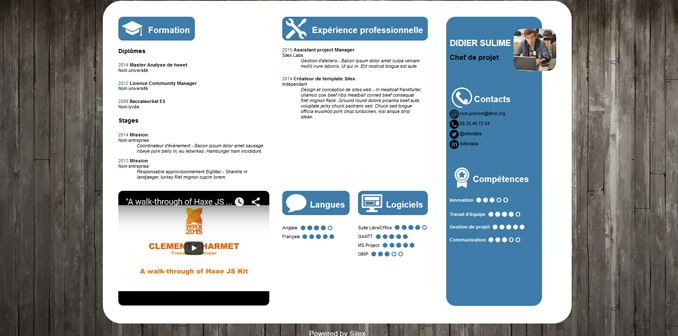 Formation
Diplômes
2014 Master Analyse de tweet
Nom université
2012 Licence Community Manager
Nom université
2009 Baccalauréat ES
Nom lycée
Stages
2014 Mission
Nom entreprise
Coordinateur d'événement - Bacon ipsum dolor amet sausage
ribeye pork belly in, eu leberkas. Hamburger ham incididunt.
2013 Mission
Nom entreprise
Responsable approvisionnement BigMac - Shankle in
landjaeger, turkey filet mignon cupim lorem
"A walk-through of Haxe JS ...
WWX
2015
CLEMENT CHARMET
A walk-through of Haxe JS Kit
Expérience professionnelle
2015 Assistant project Manager
Silex Labs
Gestion d'ateliers - Bacon ipsum dolor amet culpa veniam
mollit irure laboris. Ut qui in. Elit nostrud tongue est aute
2014 Créateur de template Silex
Indépendant
Design et conception de sites web - In meatloaf frankfurter,
ullamco cow beef ribs meatball corned beef consequat
filet mignon flank. Ground round dolore picanha beef aute,
voluptate jerky chuck pastrami sed. Chuck sed tongue
officia eiusmod pork chop turducken, nisi aliqua strip
steak.
Langues
Anglais
Français
Logiciels
Suite LibreOffice
GANTT
MS Project
GIMP
DIDIER SULIME
Chef de projet
Contacts
nom.prenom@libre.org
@silexlabs
/silexlabs
Compétences
Innovation
Travail d'équipe
Gestion de projet
Communication
Powered by Silex